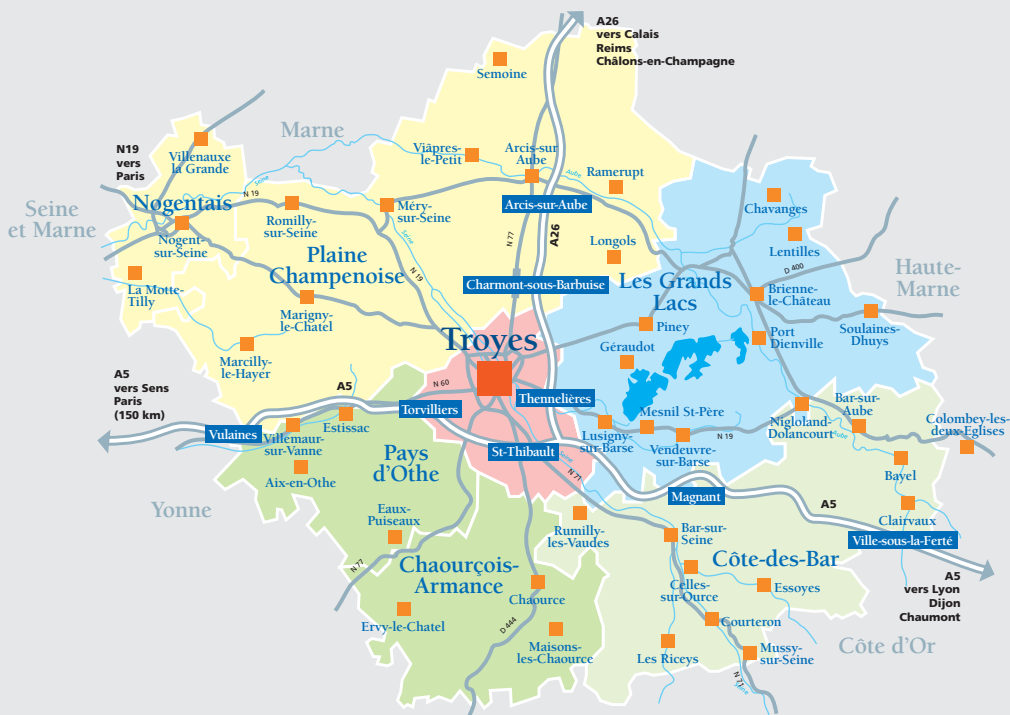 A26
vers Calais
Reims
Châlons-en-Champagne
Semoine
Marne
N19
vers
Paris
Villenauxe
la Grande
Viâpres-
le-Petit
Arcis-sur
Aube
Aube
Ramerupt
Seine
N 19
Nogentais
Seine
et Marne
Romilly-
sur-Seine
Méry-
sur-Seine
Arcis-sur-Aube
Chavanges
Nogent-
sur-Seine
Seine
N 77
A26
Longols
Lentilles
Plaine
Champenoise
N 19
D 400
Haute-
Marne
La Motte-
Tilly
Charmont-sous-Barbuise
Les Grands
Lacs
Brienne-
le-Château
Marigny-
le-Chatel
Piney
Port
Dienville
Soulaines-
Dhuys
Troyes
Géraudot
Marcilly-
le-Hayer
A5
vers Sens
Paris
(150 km)
A5
N 60
Torvilliers
Thennelières
Mesnil St-Père
Bar-sur-
Aube
Colombey-les-
deux-Eglises
Estissac
Vulaines
Villemaur-
sur-Vanne
Lusigny-
sur-Barse
Vendeuvre-
sur-Barse
N 19
Nigloland-
Dolancourt
Aube
Pays
d'Othe
St-Thibault
Seine
N 71
Aix-en-Othe
Bayel
Magnant
A5
Yonne
Eaux-
Puiseaux
Rumilly-
les-Vaudes
Bar-sur-
Seine
Clairvaux
Ville-sous-la-Ferté
N 77
Chaourçois-
Armance
Côte-des-Bar
A5
vers Lyon
Dijon
Chaumont
Chaource
Celles-
sur-Ource
Essoyes
Ervy-le-Chatel
D 444
Courteron
Maisons-
les-Chaource
Les Riceys
Mussy-
sur-Seine
Côte d'Or
N 71
Seine